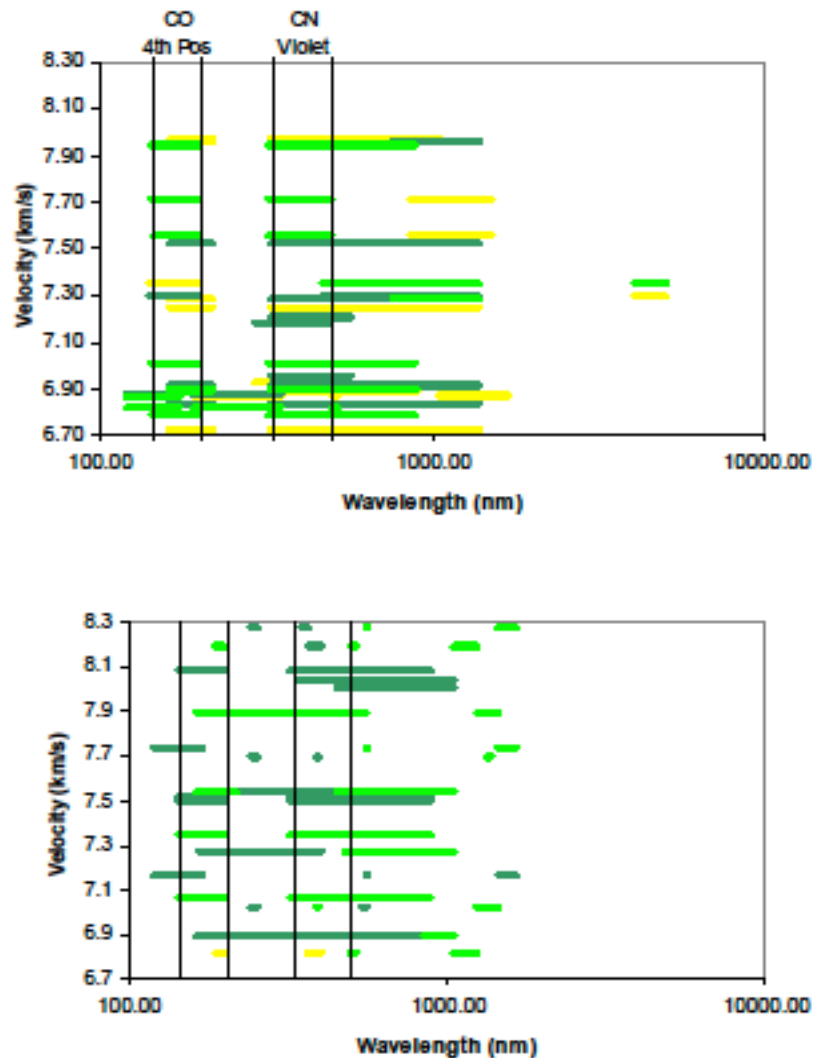 CO CN
4th Pos Violet
8.30
8.10
7.90
7.70
7.50
7.30
7.10
6.90
6.70
Velocity (km/s)
100.00 1000.00 10000.00
Wavelength (nm)
8.3
8.1
7.9
7.7
7.5
7.3
7.1
6.9
6.7
Velocity (km/s)
100.00 1000.00 10000.00
Wavelength (nm)